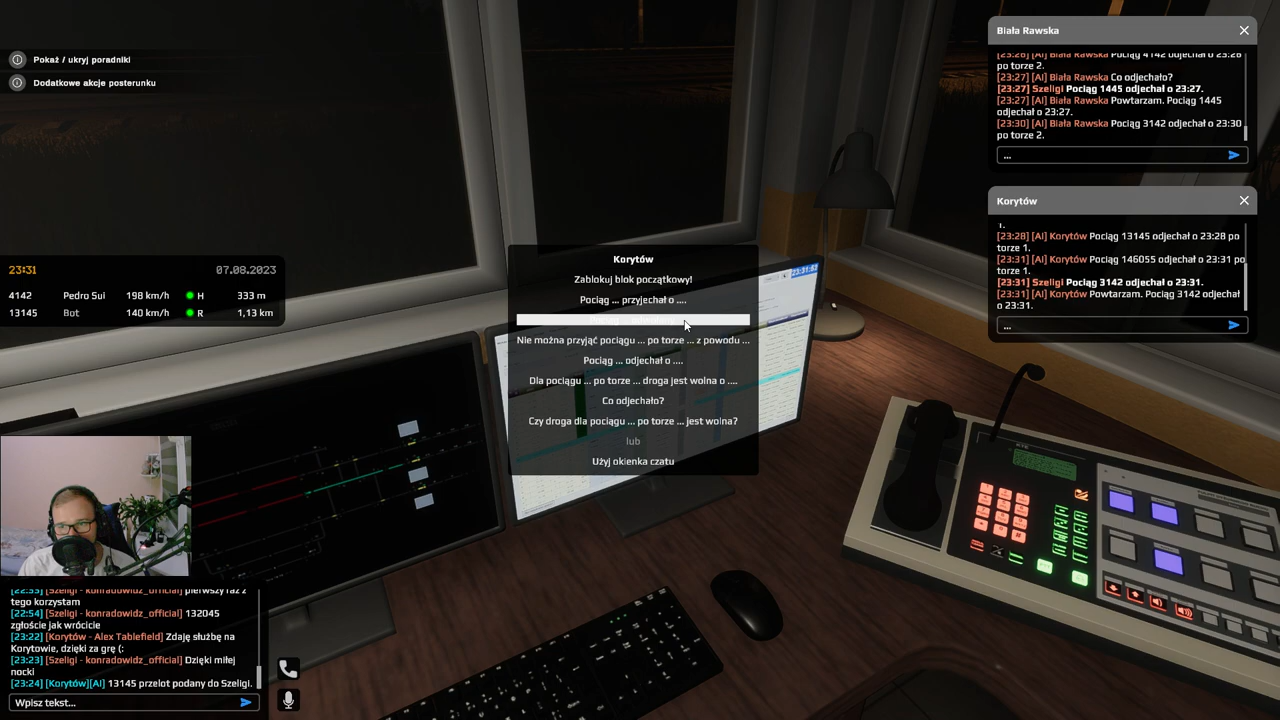 Pokaż / ukryj poradniki
Dodatkowe akcje posterunku
23:31
07.08.2023
4142 Pedro Sui 198 km/h H 333 m
13145 Bot 140 km/h R 1,13 km
Korytów
Zablokuj blok początkowy!
Pociąg ... przyjechał o ....
Nie można przyjąć pociągu ... po torze ... z powodu ...
Pociąg ... odjechał o ....
Dla pociągu ... po torze ... droga jest wolna o ....
Co odjechało?
Czy droga dla pociągu ... po torze ... jest wolna?
lub
Użyj okienka czatu
Biała Rawska
[23:26] [AI] Biała Rawska Pociąg 4142 odjechał o 23:26
po torze 2.
[23:27] [AI] Biała Rawska Co odjechało?
[23:27] Szeligi Pociąg 1445 odjechał o 23:27.
[23:27] [AI] Biała Rawska Powtarzam. Pociąg 1445
odjechał o 23:27.
[23:30] [AI] Biała Rawska Pociąg 3142 odjechał o 23:30
po torze 2.
...
Korytów
1.
[23:28] [AI] Korytów Pociąg 13145 odjechał o 23:28 po
torze 1.
[23:31] [AI] Korytów Pociąg 146055 odjechał o 23:31 po
torze 1.
[23:31] Szeligi Pociąg 3142 odjechał o 23:31.
[23:31] [AI] Korytów Powtarzam. Pociąg 3142 odjechał
o 23:31.
...
[22:53] [Szeligi - konradowidz_official] pierwszy raz z
tego korzystam
[22:54] [Szeligi - konradowidz_official] 132045
zgłoście jak wrócicie
[23:22] [Korytów - Alex Tablefield] Zdaję służbę na
Korytowie, dzięki za grę (:
[23:23] [Szeligi - konradowidz_official] Dzięki miłej
nocki
[23:24] [Korytów][AI] 13145 przelot podany do Szeligi.
Wpisz tekst...